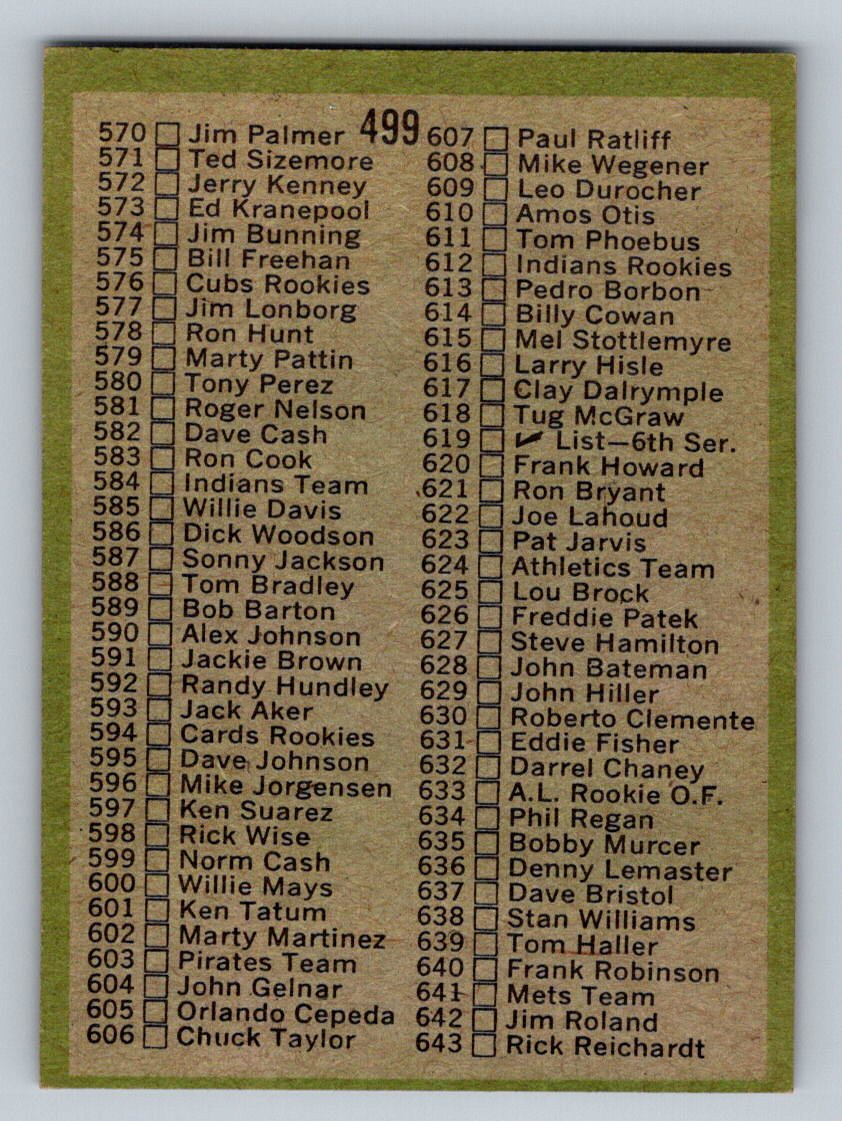 499
570 Jim Palmer
571 Ted Sizemore
572 Jerry Kenney
573 Ed Kranepool
574 Jim Bunning
575 Bill Freehan
576 Cubs Rookies
577 Jim Lonborg
578 Ron Hunt
579 Marty Pattin
580 Tony Perez
581 Roger Nelson
582 Dave Cash
583 Ron Cook
584 Indians Team
585 Willie Davis
586 Dick Woodson
587 Sonny Jackson
588 Tom Bradley
589 Bob Barton
590 Alex Johnson
591 Jackie Brown
592 Randy Hundley
593 Jack Aker
594 Cards Rookies
595 Dave Johnson
596 Mike Jorgensen
597 Ken Suarez
598 Rick Wise
599 Norm Cash
600 Willie Mays
601 Ken Tatum
602 Marty Martinez
603 Pirates Team
604 John Gelnar
605 Orlando Cepeda
606 Chuck Taylor
607 Paul Ratliff
608 Mike Wegener
609 Leo Durocher
610 Amos Otis
611 Tom Phoebus
612 Indians Rookies
613 Pedro Borbon
614 Billy Cowan
615 Mel Stottlemyre
616 Larry Hisle
617 Clay Dalrymple
618 Tug McGraw
619 ✔ List—6th Ser.
620 Frank Howard
621 Ron Bryant
622 Joe Lahoud
623 Pat Jarvis
624 Athletics Team
625 Lou Brock
626 Freddie Patek
627 Steve Hamilton
628 John Bateman
629 John Hiller
630 Roberto Clemente
631 Eddie Fisher
632 Darrel Chaney
633 A.L. Rookie O.F.
634 Phil Regan
635 Bobby Murcer
636 Denny Lemaster
637 Dave Bristol
638 Stan Williams
639 Tom Haller
640 Frank Robinson
641 Mets Team
642 Jim Roland
643 Rick Reichardt